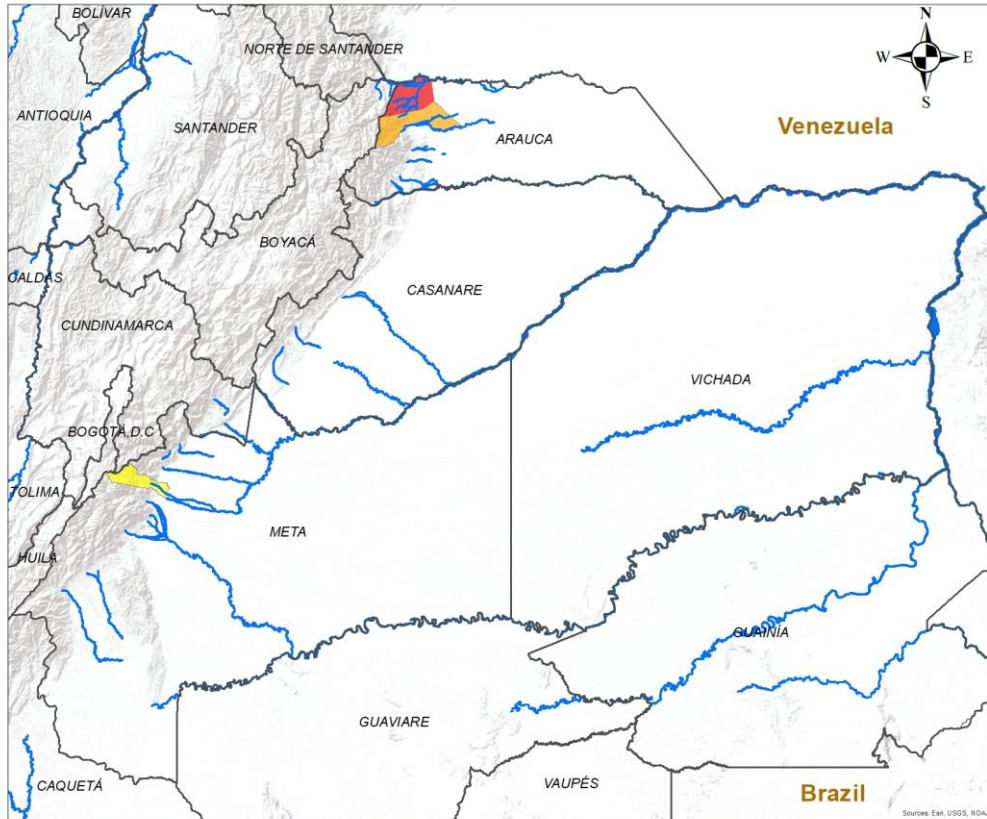 BOLÍVAR
NORTE DE SANTANDER
N
W
E
S
ANTIOQUIA
SANTANDER
ARAUCA
Venezuela
BOYACÁ
CALDAS
CASANARE
CUNDINAMARCA
VICHADA
BOGOTÁ,D.C
TOLIMA
META
HUILA
GUAINÍA
GUAVIARE
CAQUETÁ
VAUPÉS
Brazil
Sources: Esri, USGS, NOAA